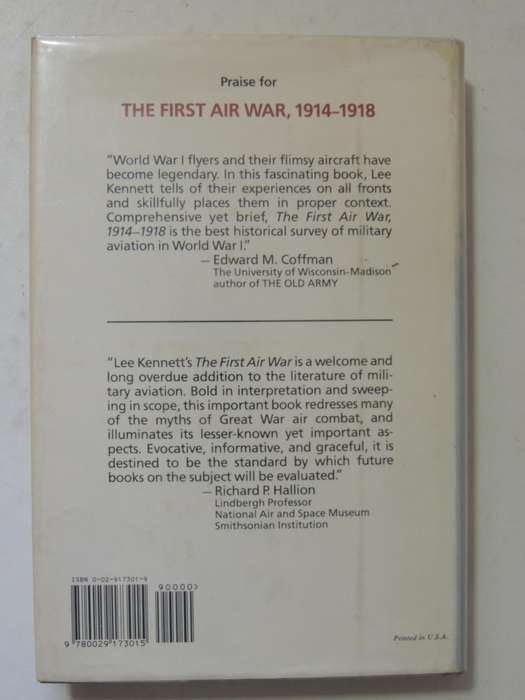 Praise for
THE FIRST AIR WAR, 1914–1918
"World War I flyers and their flimsy aircraft have
become legendary. In this fascinating book, Lee
Kennett tells of their experiences on all fronts
and skillfully places them in proper context.
Comprehensive yet brief, The First Air War,
1914–1918 is the best historical survey of military
aviation in World War I."
— Edward M. Coffman
The University of Wisconsin-Madison
author of THE OLD ARMY
"Lee Kennett's The First Air War is a welcome and
long overdue addition to the literature of mili-
tary aviation. Bold in interpretation and sweep-
ing in scope, this important book redresses many
of the myths of Great War air combat, and
illuminates its lesser-known yet important as-
pects. Evocative, informative, and graceful, it is
destined to be the standard by which future
books on the subject will be evaluated."
— Richard P. Hallion
Lindbergh Professor
National Air and Space Museum
Smithsonian Institution
ISBN 0-02-917301-9
90000>
9 780029 173015
Printed in U.S.A.